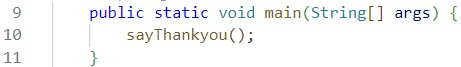 9 public static void main(String[] args) {
10 sayThankyou();
11 }